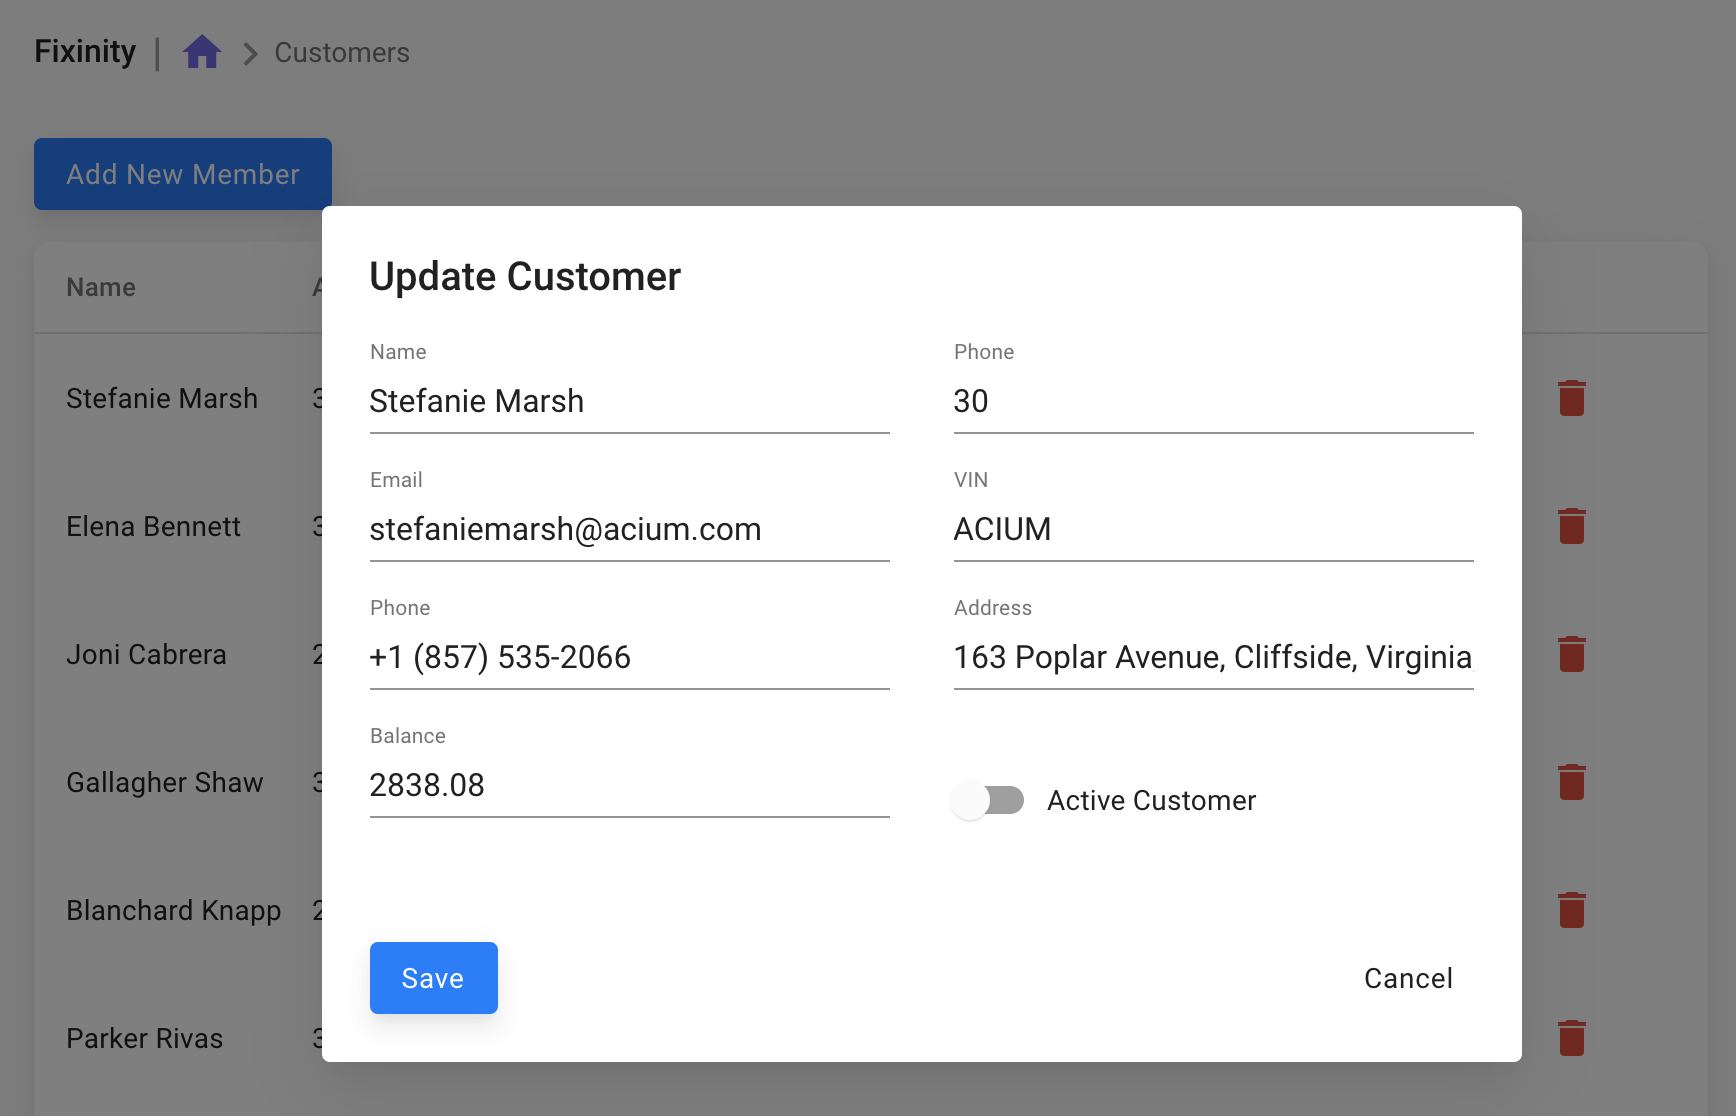 Fixinity | Customers
Add New Member
Name A
Stefanie Marsh 3
Elena Bennett 3
Joni Cabrera 2
Gallagher Shaw 3
Blanchard Knapp 2
Parker Rivas 3
Update Customer
Name Phone
Stefanie Marsh 30
Email VIN
stefaniemarsh@acium.com ACIUM
Phone Address
+1 (857) 535-2066 163 Poplar Avenue, Cliffside, Virginia,
Balance
2838.08 Active Customer
Save Cancel